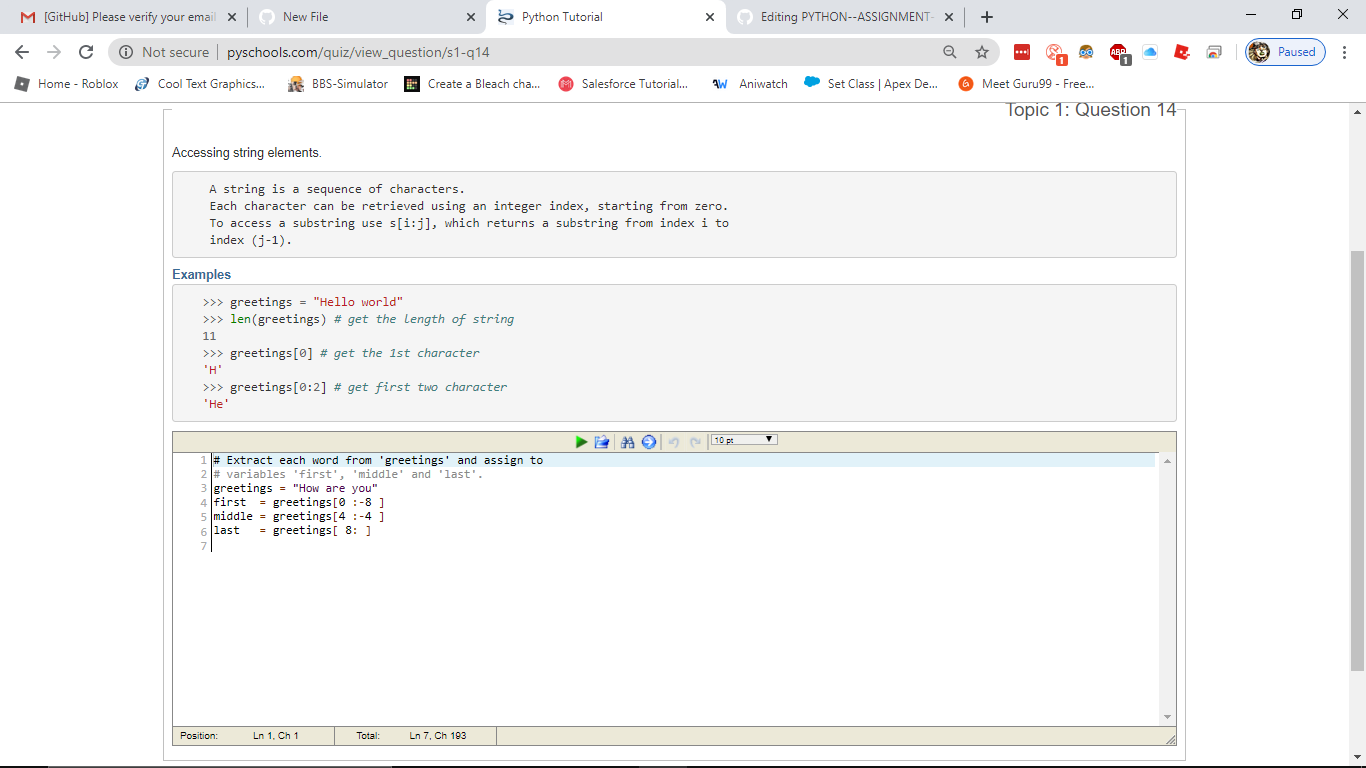 [GitHub] Please verify your email
New File
Python Tutorial
Editing PYTHON--ASSIGNMENT-
Not secure
pyschools.com/quiz/view_question/s1-q14
ABP
1
1
Paused
Home - Roblox
Cool Text Graphics...
BBS-Simulator
Create a Bleach cha...
Salesforce Tutorial...
Aniwatch
Set Class | Apex De...
Meet Guru99 - Free...
Topic 1: Question 14
Accessing string elements.
A string is a sequence of characters.
Each character can be retrieved using an integer index, starting from zero.
To access a substring use s[i:j], which returns a substring from index i to
index (j-1).
Examples
>>> greetings = "Hello world"
>>> len(greetings) # get the length of string
11
>>> greetings[0] # get the 1st character
'H'
>>> greetings[0:2] # get first two character
'He'
10 pt
1 # Extract each word from 'greetings' and assign to
2 # variables 'first', 'middle' and 'last'.
3 greetings = "How are you"
4 first  = greetings[0 :-8 ]
5 middle = greetings[4 :-4 ]
6 last   = greetings[ 8: ]
7
Position: Ln 1, Ch 1 Total: Ln 7, Ch 193